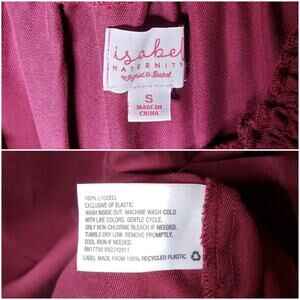 isabel
MATERNITY
by Ingrid & Isabel
S
MADE IN
CHINA
100% LYOCELL
EXCLUSIVE OF ELASTIC
WASH INSIDE OUT. MACHINE WASH COLD
WITH LIKE COLORS. GENTLE CYCLE.
ONLY NON-CHLORINE BLEACH IF NEEDED.
TUMBLE DRY LOW. REMOVE PROMPTLY.
COOL IRON IF NEEDED.
RN17730 VN2242811
LABEL MADE FROM 100% RECYCLED PLASTIC